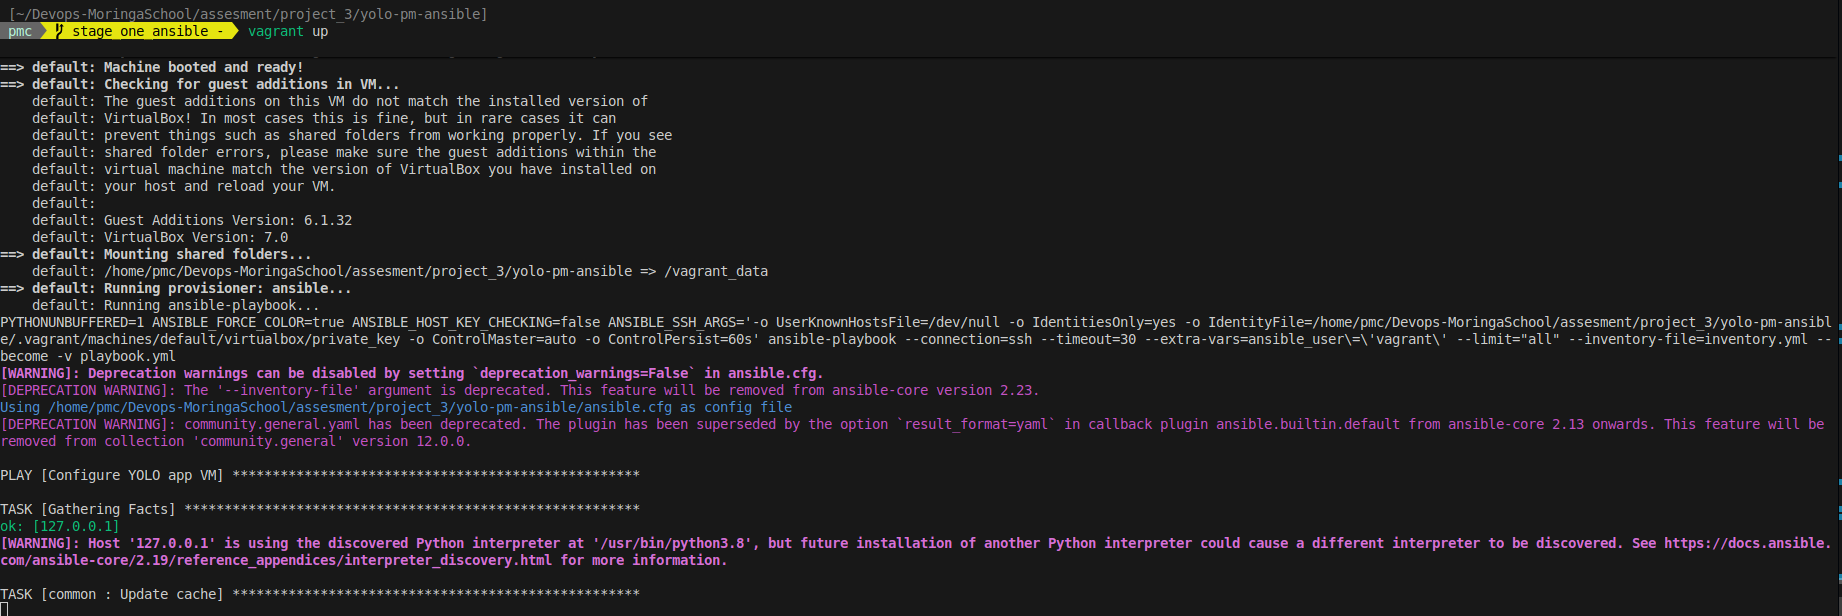 [~/Devops-MoringaSchool/assesment/project_3/yolo-pm-ansible]
pmc stage_one_ansible - vagrant up
==> default: Machine booted and ready!
==> default: Checking for guest additions in VM...
default: The guest additions on this VM do not match the installed version of
default: VirtualBox! In most cases this is fine, but in rare cases it can
default: prevent things such as shared folders from working properly. If you see
default: shared folder errors, please make sure the guest additions within the
default: virtual machine match the version of VirtualBox you have installed on
default: your host and reload your VM.
default:
default: Guest Additions Version: 6.1.32
default: VirtualBox Version: 7.0
==> default: Mounting shared folders...
default: /home/pmc/Devops-MoringaSchool/assesment/project_3/yolo-pm-ansible => /vagrant_data
==> default: Running provisioner: ansible...
default: Running ansible-playbook...
PYTHONUNBUFFERED=1 ANSIBLE_FORCE_COLOR=true ANSIBLE_HOST_KEY_CHECKING=false ANSIBLE_SSH_ARGS='-o UserKnownHostsFile=/dev/null -o IdentitiesOnly=yes -o IdentityFile=/home/pmc/Devops-MoringaSchool/assesment/project_3/yolo-pm-ansibl
e/.vagrant/machines/default/virtualbox/private_key -o ControlMaster=auto -o ControlPersist=60s' ansible-playbook --connection=ssh --timeout=30 --extra-vars=ansible_user\=\'vagrant\' --limit="all" --inventory-file=inventory.yml --
become -v playbook.yml
[WARNING]: Deprecation warnings can be disabled by setting `deprecation_warnings=False` in ansible.cfg.
[DEPRECATION WARNING]: The '--inventory-file' argument is deprecated. This feature will be removed from ansible-core version 2.23.
Using /home/pmc/Devops-MoringaSchool/assesment/project_3/yolo-pm-ansible/ansible.cfg as config file
[DEPRECATION WARNING]: community.general.yaml has been deprecated. The plugin has been superseded by the option `result_format=yaml` in callback plugin ansible.builtin.default from ansible-core 2.13 onwards. This feature will be
removed from collection 'community.general' version 12.0.0.
PLAY [Configure YOLO app VM] ***************************************************
TASK [Gathering Facts] *********************************************************
ok: [127.0.0.1]
[WARNING]: Host '127.0.0.1' is using the discovered Python interpreter at '/usr/bin/python3.8', but future installation of another Python interpreter could cause a different interpreter to be discovered. See https://docs.ansible.
com/ansible-core/2.19/reference_appendices/interpreter_discovery.html for more information.
TASK [common : Update cache] ***************************************************